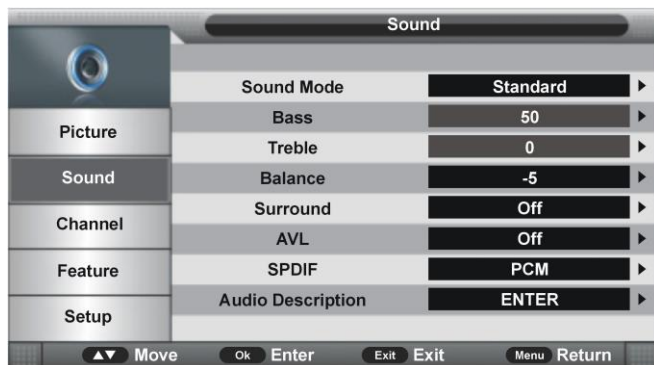 Sound
Sound Mode Standard
Bass 50
Treble 0
Balance -5
Surround Off
AVL Off
SPDIF PCM
Audio Description ENTER
Picture
Sound
Channel
Feature
Setup
▲▼ Move Ok Enter Exit Exit Menu Return